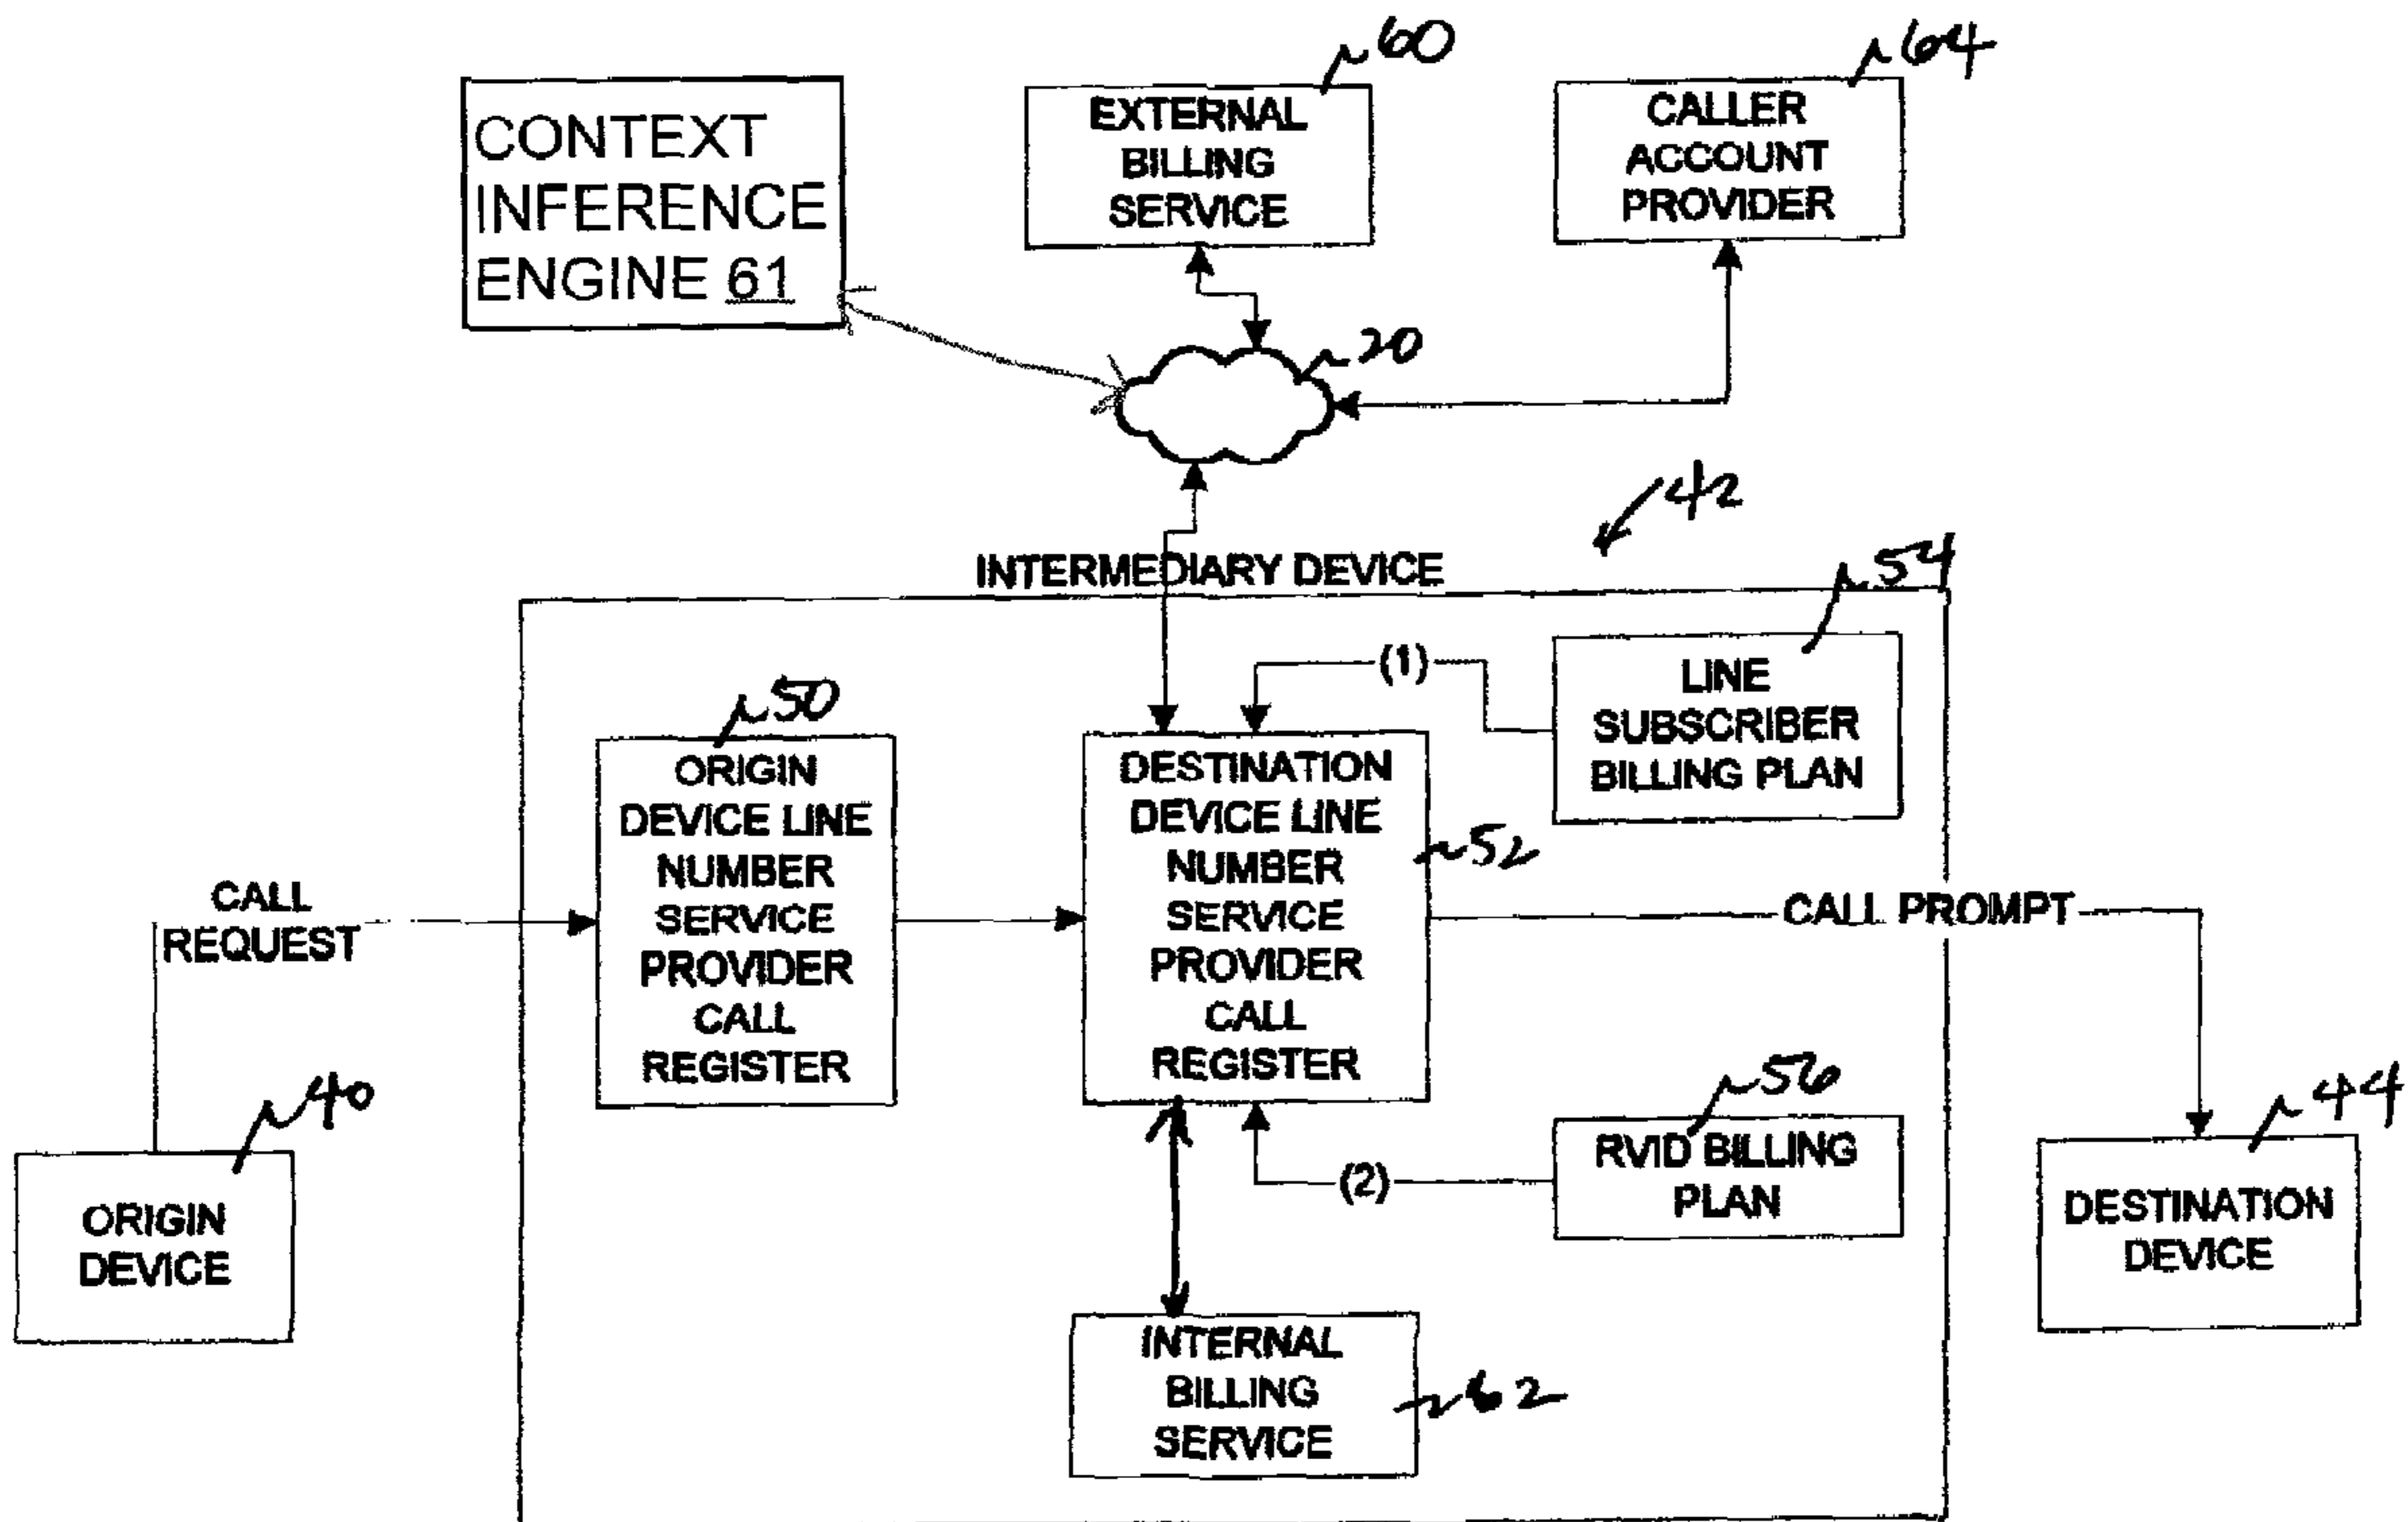 60
64
CONTEXT
INFERENCE
ENGINE 61
EXTERNAL
BILLING
SERVICE
CALLER
ACCOUNT
PROVIDER
20
42
INTERMEDIARY DEVICE
54
(1)
LINE
SUBSCRIBER
BILLING PLAN
50
ORIGIN
DEVICE LINE
NUMBER
SERVICE
PROVIDER
CALL
REGISTER
DESTINATION
DEVICE LINE
NUMBER
SERVICE
PROVIDER
CALL
REGISTER
52
CALL
REQUEST
CALL PROMPT
40
ORIGIN
DEVICE
56
RVID BILLING
PLAN
(2)
44
DESTINATION
DEVICE
INTERNAL
BILLING
SERVICE
62